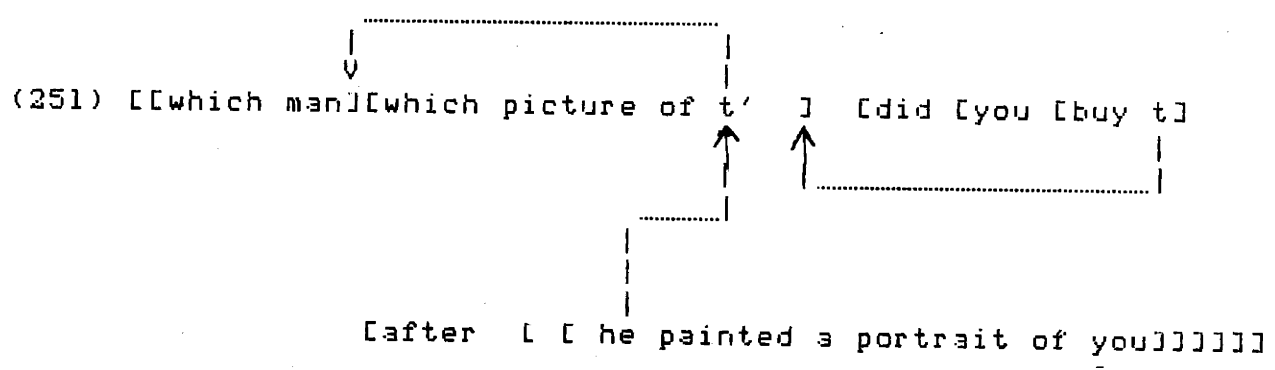 (251) [[which man][which picture of t' ] [did [you [buy t]
[after [ [ he painted a portrait of you]]]]]]